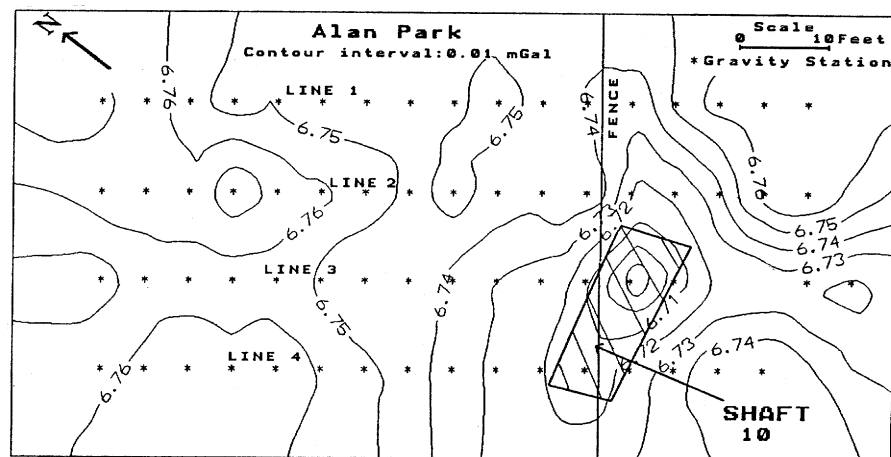 N
Alan Park
Contour interval:0.01 mGal
Scale
0 10Feet
*Gravity Station
LINE 1
6.76
6.75
6.75
6.74
FENCE
6.76
LINE 2
6.76
6.73
6.75
6.74
6.73
LINE 3
6.74
6.75
6.71
LINE 4
6.76
6.72
6.73
6.74
SHAFT
10